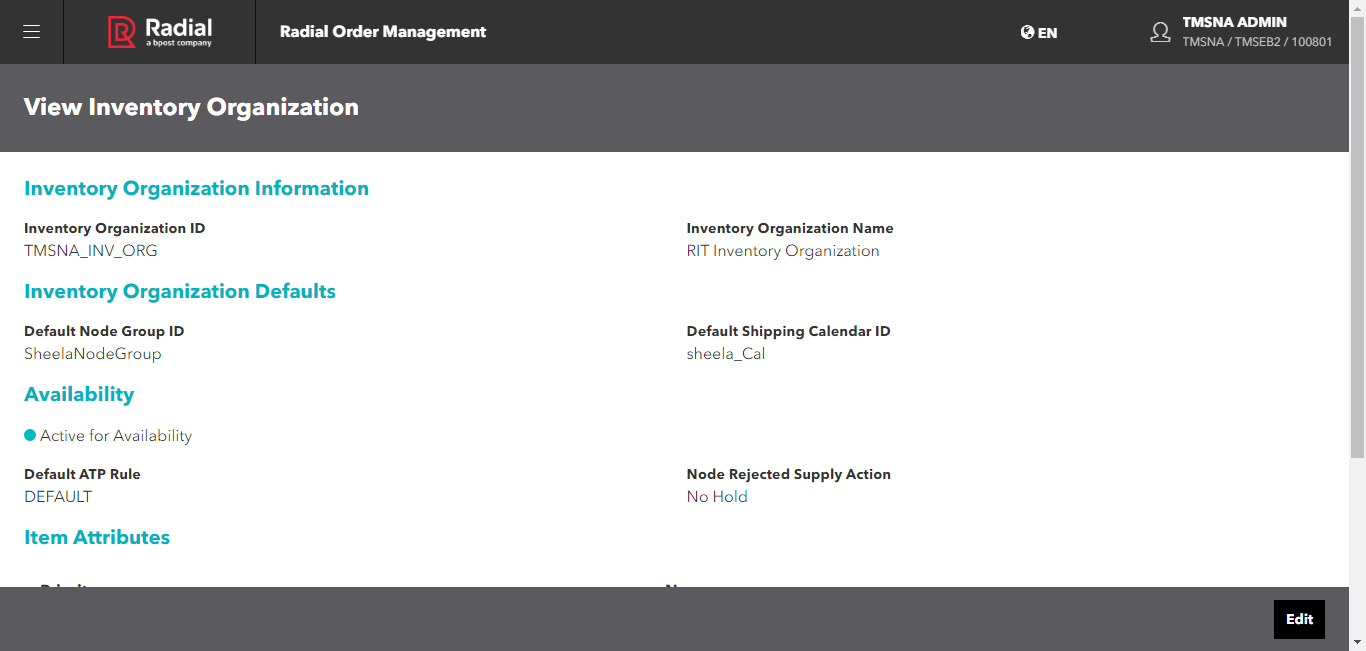 Radial
a bpost company
Radial Order Management
EN
TMSNA ADMIN
TMSNA / TMSEB2 / 100801
View Inventory Organization
Inventory Organization Information
Inventory Organization ID
Inventory Organization Name
TMSNA_INV_ORG
RIT Inventory Organization
Inventory Organization Defaults
Default Node Group ID
Default Shipping Calendar ID
SheelaNodeGroup
sheela_Cal
Availability
Active for Availability
Default ATP Rule
Node Rejected Supply Action
DEFAULT
No Hold
Item Attributes
Edit